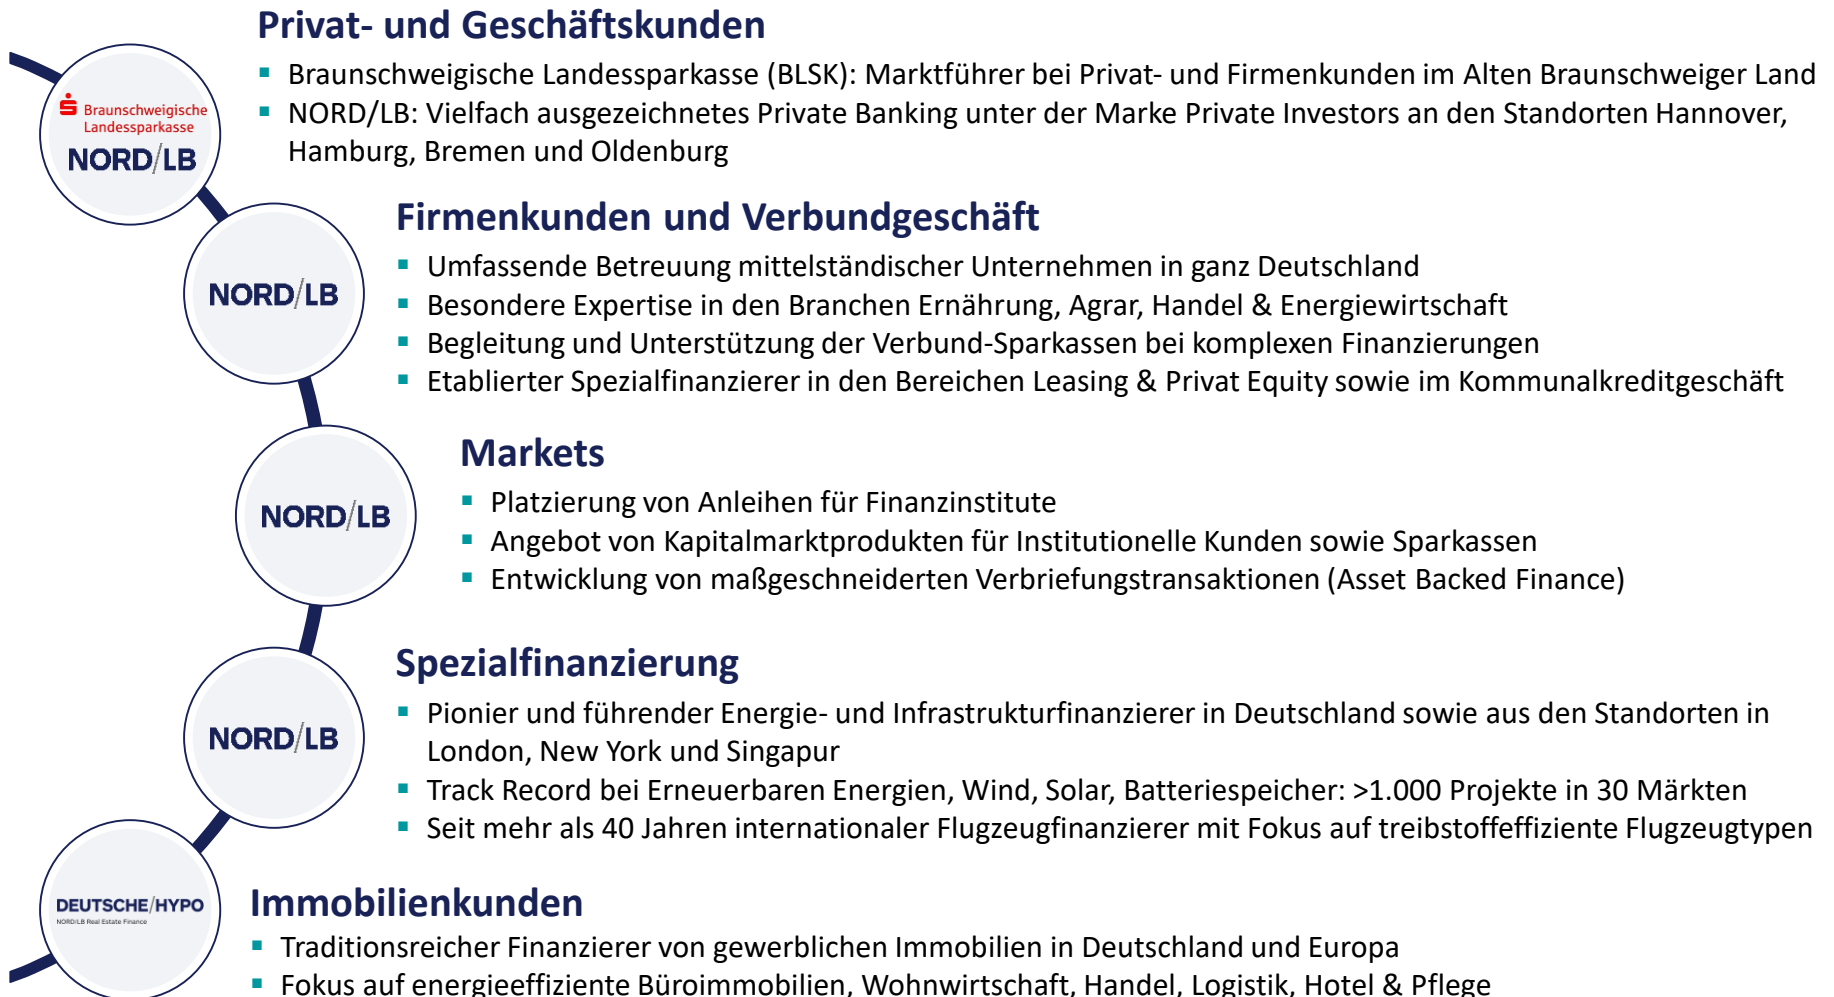 Privat- und Geschäftskunden
▪ Braunschweigische Landessparkasse (BLSK): Marktführer bei Privat- und Firmenkunden im Alten Braunschweiger Land
▪ NORD/LB: Vielfach ausgezeichnetes Private Banking unter der Marke Private Investors an den Standorten Hannover,
Hamburg, Bremen und Oldenburg
Braunschweigische
Landessparkasse
NORD/LB
Firmenkunden und Verbundgeschäft
▪ Umfassende Betreuung mittelständischer Unternehmen in ganz Deutschland
▪ Besondere Expertise in den Branchen Ernährung, Agrar, Handel & Energiewirtschaft
▪ Begleitung und Unterstützung der Verbund-Sparkassen bei komplexen Finanzierungen
▪ Etablierter Spezialfinanzierer in den Bereichen Leasing & Privat Equity sowie im Kommunalkreditgeschäft
NORD/LB
Markets
▪ Platzierung von Anleihen für Finanzinstitute
▪ Angebot von Kapitalmarktprodukten für Institutionelle Kunden sowie Sparkassen
▪ Entwicklung von maßgeschneiderten Verbriefungstransaktionen (Asset Backed Finance)
NORD/LB
Spezialfinanzierung
▪ Pionier und führender Energie- und Infrastrukturfinanzierer in Deutschland sowie aus den Standorten in
London, New York und Singapur
▪ Track Record bei Erneuerbaren Energien, Wind, Solar, Batteriespeicher: >1.000 Projekte in 30 Märkten
▪ Seit mehr als 40 Jahren internationaler Flugzeugfinanzierer mit Fokus auf treibstoffeffiziente Flugzeugtypen
NORD/LB
Immobilienkunden
▪ Traditionsreicher Finanzierer von gewerblichen Immobilien in Deutschland und Europa
▪ Fokus auf energieeffiziente Büroimmobilien, Wohnwirtschaft, Handel, Logistik, Hotel & Pflege
DEUTSCHE/HYPO
NORD/LB Real Estate Finance